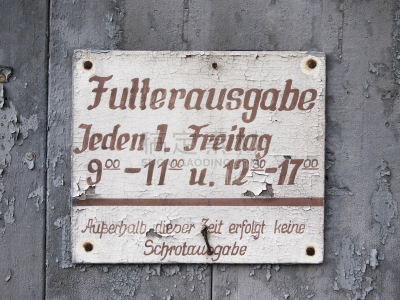 Futterausgabe
Jeden 1. Freitag
9⁰⁰-11⁰⁰ u. 12³⁰-17⁰⁰
Außerhalb dieser Zeit erfolgt keine
Schrotausgabe